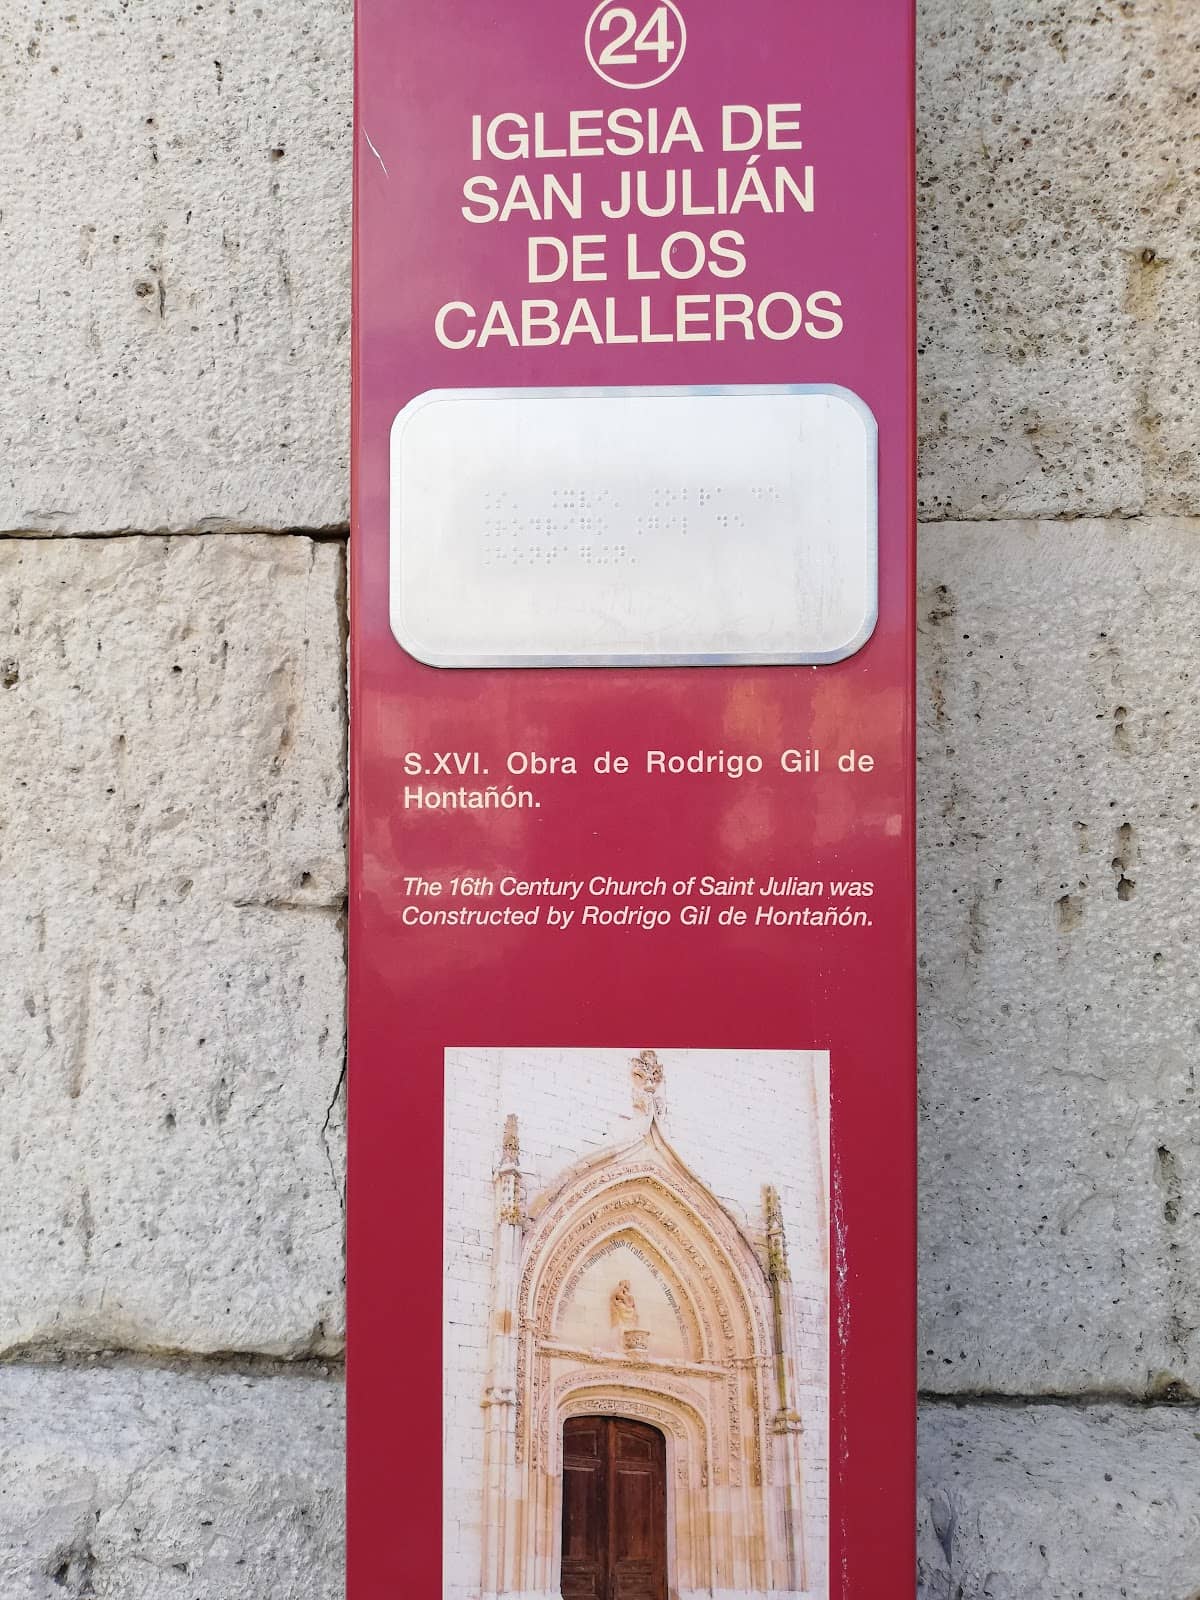 24
IGLESIA DE
SAN JULIÁN
DE LOS
CABALLEROS
S.XVI. Obra de Rodrigo Gil de
Hontañón.
The 16th Century Church of Saint Julian was
Constructed by Rodrigo Gil de Hontañón.